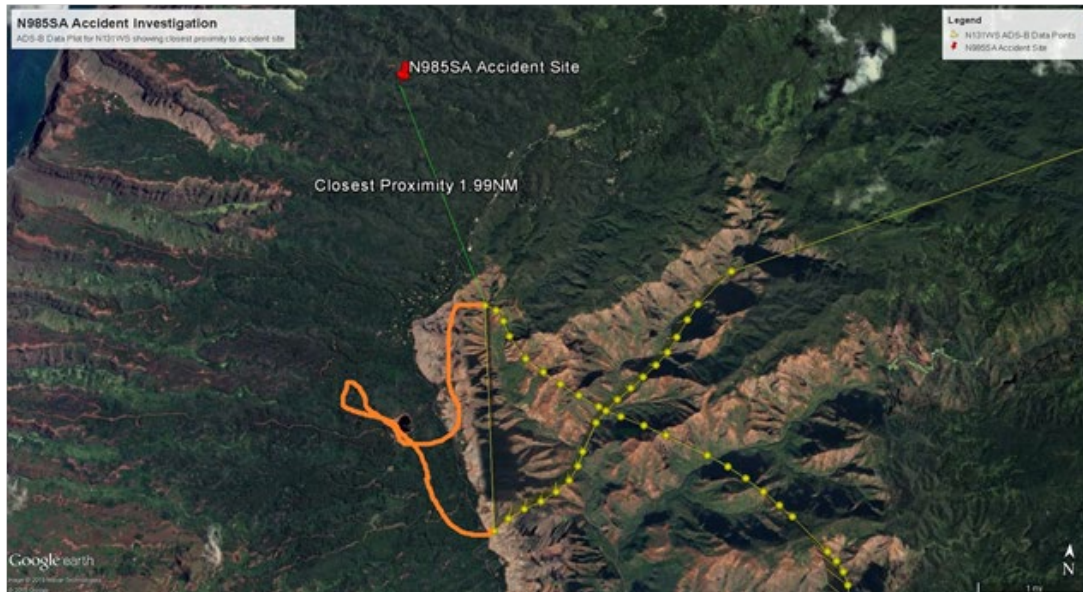 N985SA Accident Investigation
ADS-B Data Plot for N131WS showing closest proximity to accident site
Legend
N131WS ADS-B Data Points
N985SA Accident Site
N985SA Accident Site
Closest Proximity 1.99NM
Google earth
N
1 mi